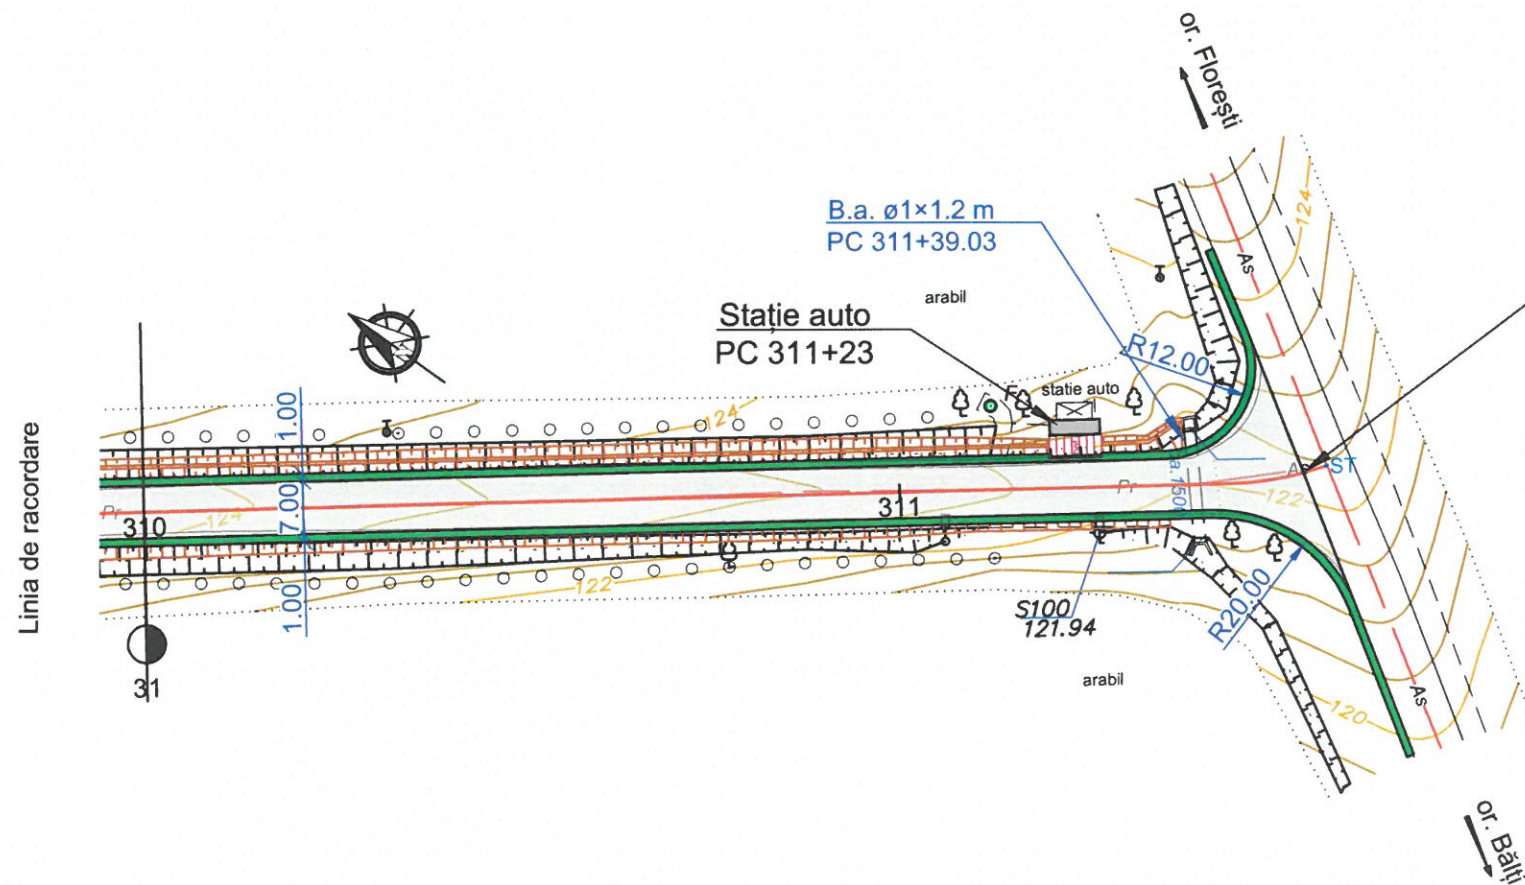 or. Florești
B.a. ø1×1.2 m
PC 311+39.03
arabil
Stație auto
PC 311+23
R12.00
statie auto
As
124
124
1.00
7.00
1.00
Linia de racordare
Pr
310
124
311
Pr
1500
As
ST
122
122
S100
121.94
R20.00
arabil
31
120
As
or. Bălți